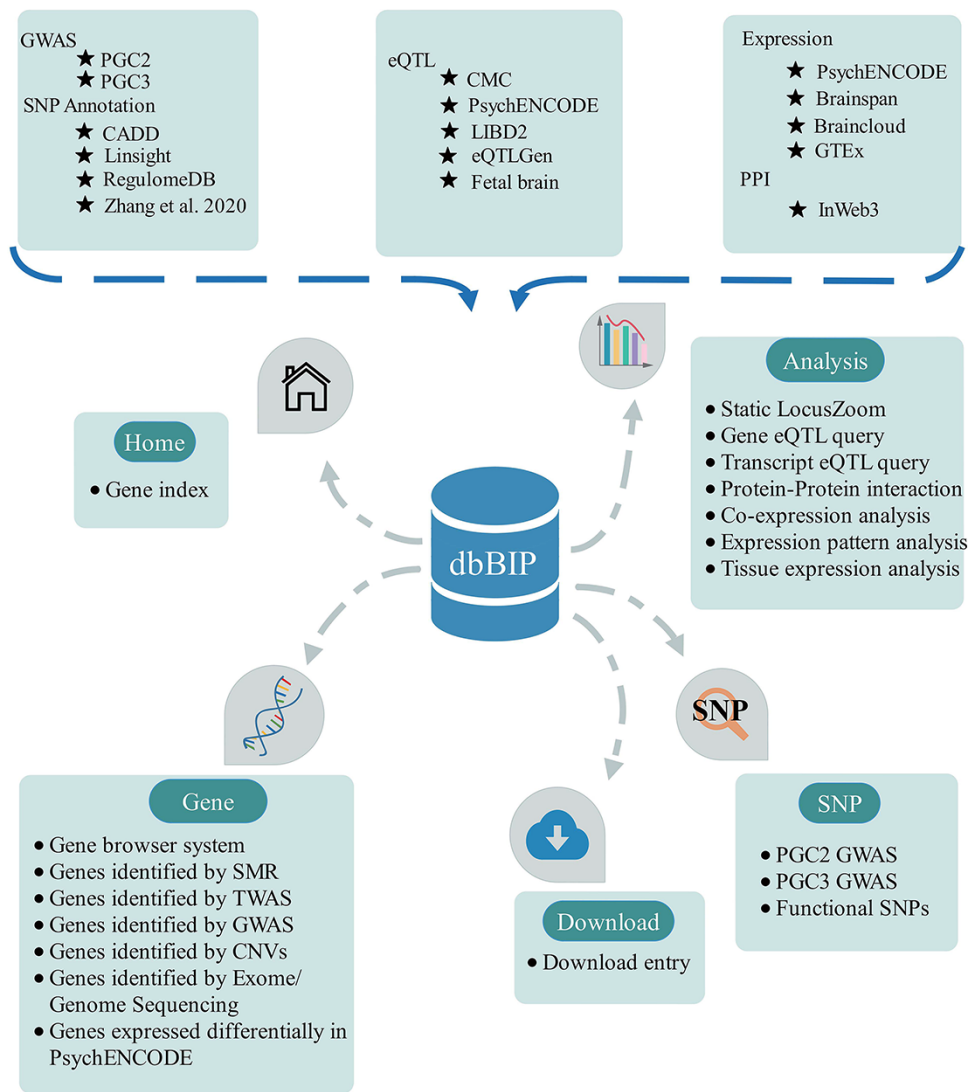 GWAS
★ PGC2
★ PGC3
SNP Annotation
★ CADD
★ Linsight
★ RegulomeDB
★ Zhang et al. 2020
eQTL
★ CMC
★ PsychENCODE
★ LIBD2
★ eQTLGen
★ Fetal brain
Expression
★ PsychENCODE
★ Brainspan
★ Braincloud
★ GTEx
PPI
★ InWeb3
Home
• Gene index
Analysis
• Static LocusZoom
• Gene eQTL query
• Transcript eQTL query
• Protein-Protein interaction
• Co-expression analysis
• Expression pattern analysis
• Tissue expression analysis
dbBIP
Gene
• Gene browser system
• Genes identified by SMR
• Genes identified by TWAS
• Genes identified by GWAS
• Genes identified by CNVs
• Genes identified by Exome/
Genome Sequencing
• Genes expressed differentially in
PsychENCODE
Download
• Download entry
SNP
SNP
• PGC2 GWAS
• PGC3 GWAS
• Functional SNPs